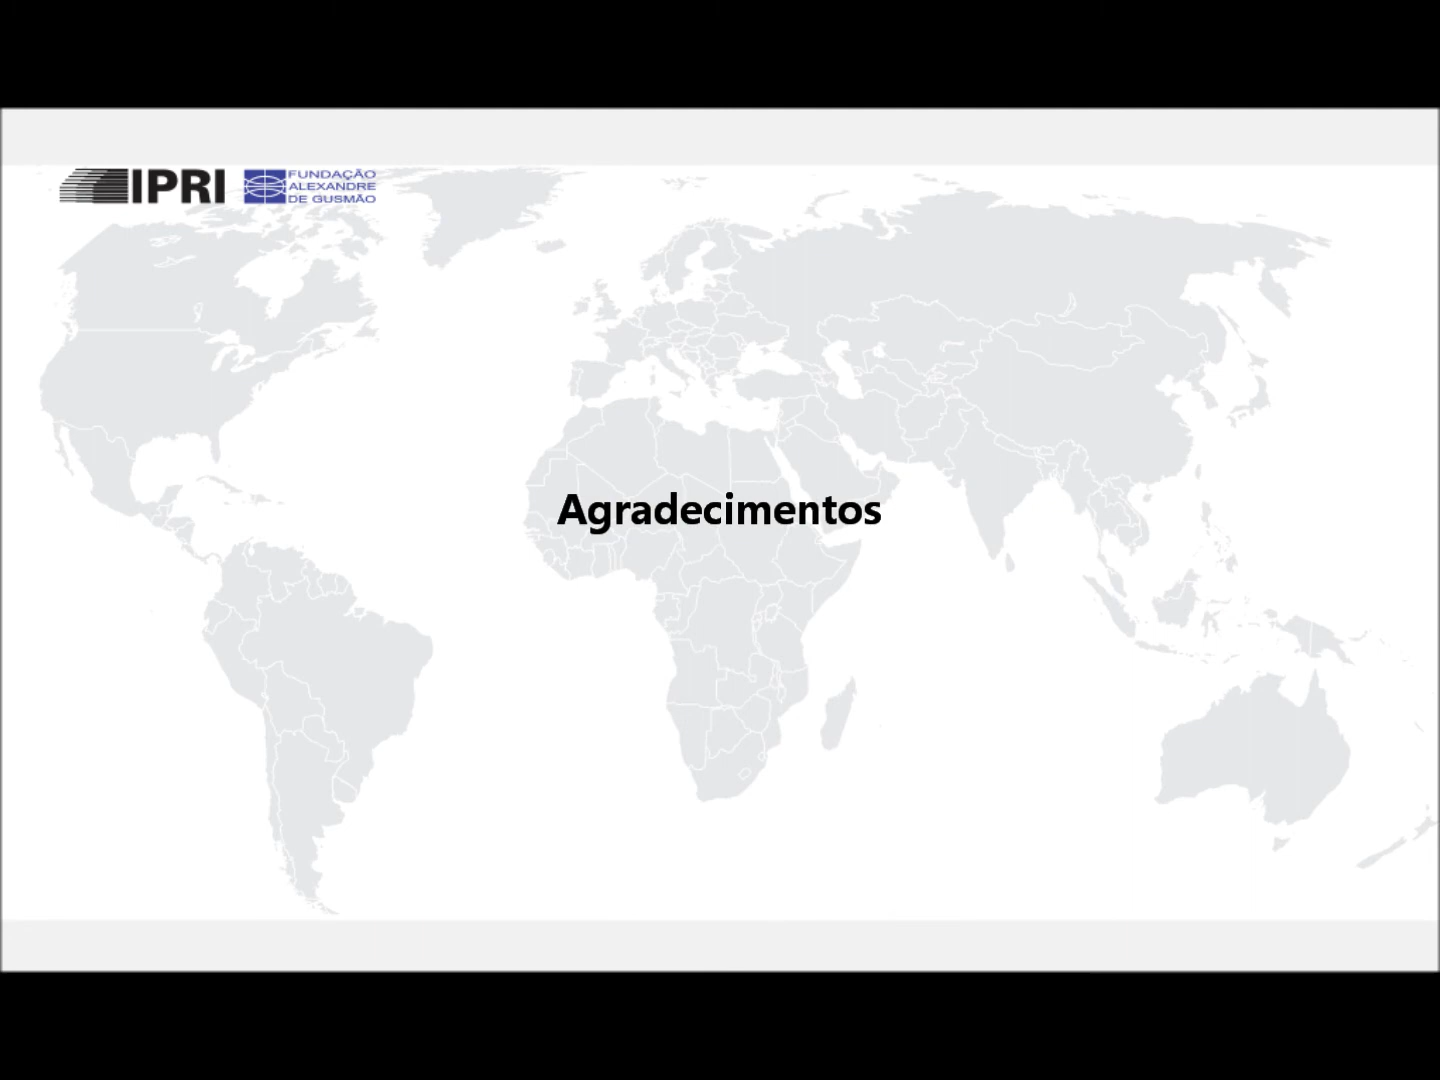 IPRI
FUNDAÇÃO
ALEXANDRE
DE GUSMÃO
Agradecimentos